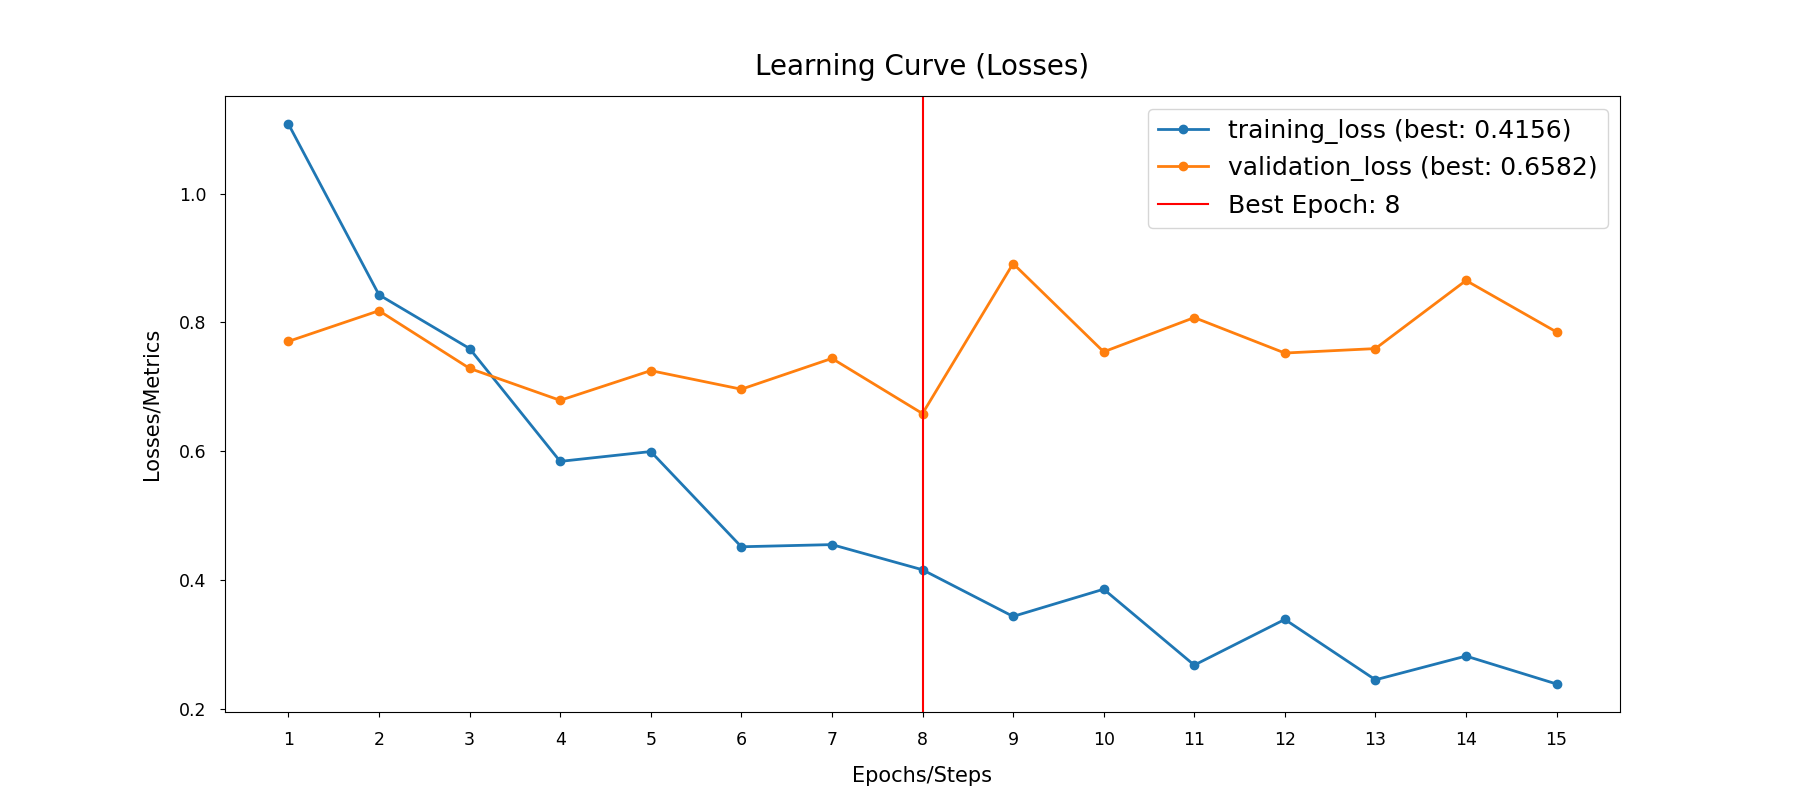 Learning Curve (Losses)
training_loss (best: 0.4156)
validation_loss (best: 0.6582)
Best Epoch: 8
Losses/Metrics
1.0
0.8
0.6
0.4
0.2
1 2 3 4 5 6 7 8 9 10 11 12 13 14 15
Epochs/Steps